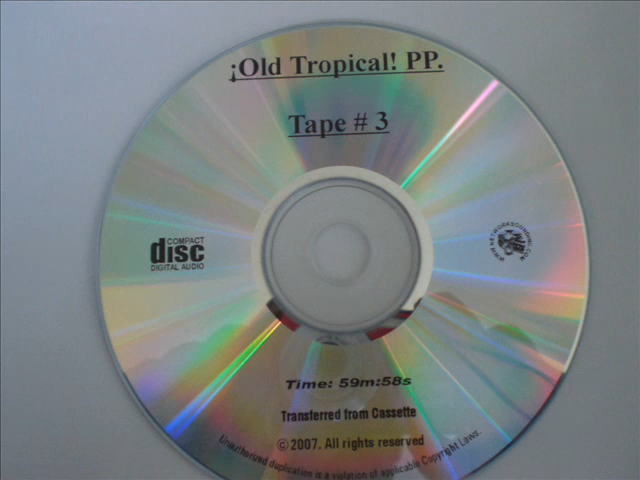 ¡Old Tropical! PP.
Tape # 3
COMPACT
disc
DIGITAL AUDIO
Time: 59m:58s
Transferred from Cassette
©2007. All rights reserved
Unauthorized duplication is a violation of applicable Copyright Laws.